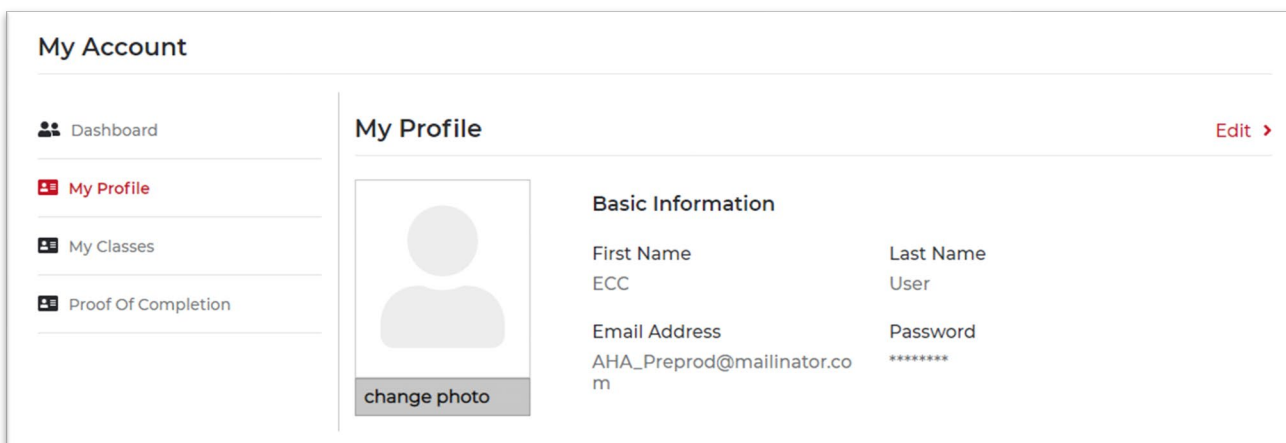 My Account
Dashboard
My Profile
My Classes
Proof Of Completion
My Profile
Edit
change photo
Basic Information
First Name
Last Name
ECC
User
Email Address
Password
AHA_Preprod@mailinator.co
m
********